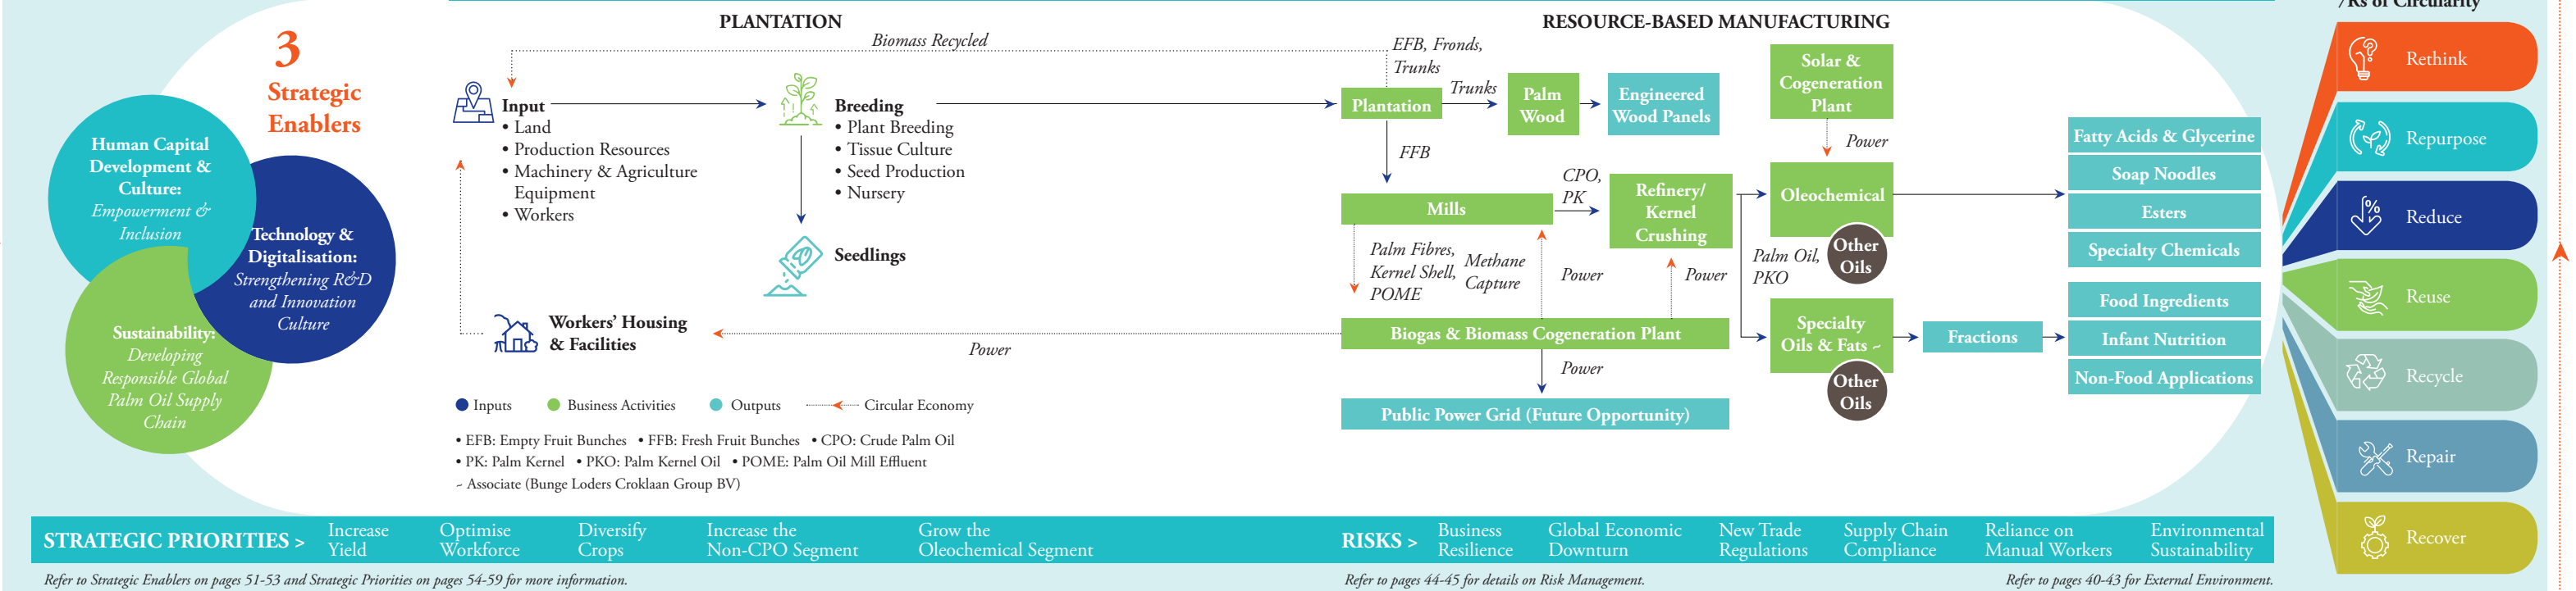 7Rs of Circularity
3
Strategic
Enablers
Human Capital
Development &
Culture:
Empowerment &
Inclusion
Technology &
Digitalisation:
Strengthening R&D
and Innovation
Culture
Sustainability:
Developing
Responsible Global
Palm Oil Supply
Chain
PLANTATION
Biomass Recycled
Input
• Land
• Production Resources
• Machinery & Agriculture
Equipment
• Workers
Breeding
• Plant Breeding
• Tissue Culture
• Seed Production
• Nursery
Seedlings
Workers' Housing
& Facilities
Power
RESOURCE-BASED MANUFACTURING
EFB, Fronds,
Trunks
Plantation
Trunks
Palm
Wood
Engineered
Wood Panels
Solar &
Cogeneration
Plant
Power
FFB
Mills
CPO,
PK
Refinery/
Kernel
Crushing
Oleochemical
Other
Oils
Palm Fibres,
Kernel Shell,
POME
Methane
Capture
Power
Power
Palm Oil,
PKO
Biogas & Biomass Cogeneration Plant
Power
Public Power Grid (Future Opportunity)
Specialty
Oils & Fats ~
Other
Oils
Fractions
Fatty Acids & Glycerine
Soap Noodles
Esters
Specialty Chemicals
Food Ingredients
Infant Nutrition
Non-Food Applications
Inputs
Business Activities
Outputs
Circular Economy
• EFB: Empty Fruit Bunches • FFB: Fresh Fruit Bunches • CPO: Crude Palm Oil
• PK: Palm Kernel • PKO: Palm Kernel Oil • POME: Palm Oil Mill Effluent
~ Associate (Bunge Loders Croklaan Group BV)
Rethink
Repurpose
Reduce
Reuse
Recycle
Repair
Recover
STRATEGIC PRIORITIES >
Increase
Yield
Optimise
Workforce
Diversify
Crops
Increase the
Non-CPO Segment
Grow the
Oleochemical Segment
RISKS >
Business
Resilience
Global Economic
Downturn
New Trade
Regulations
Supply Chain
Compliance
Reliance on
Manual Workers
Environmental
Sustainability
Refer to Strategic Enablers on pages 51-53 and Strategic Priorities on pages 54-59 for more information.
Refer to pages 44-45 for details on Risk Management.
Refer to pages 40-43 for External Environment.